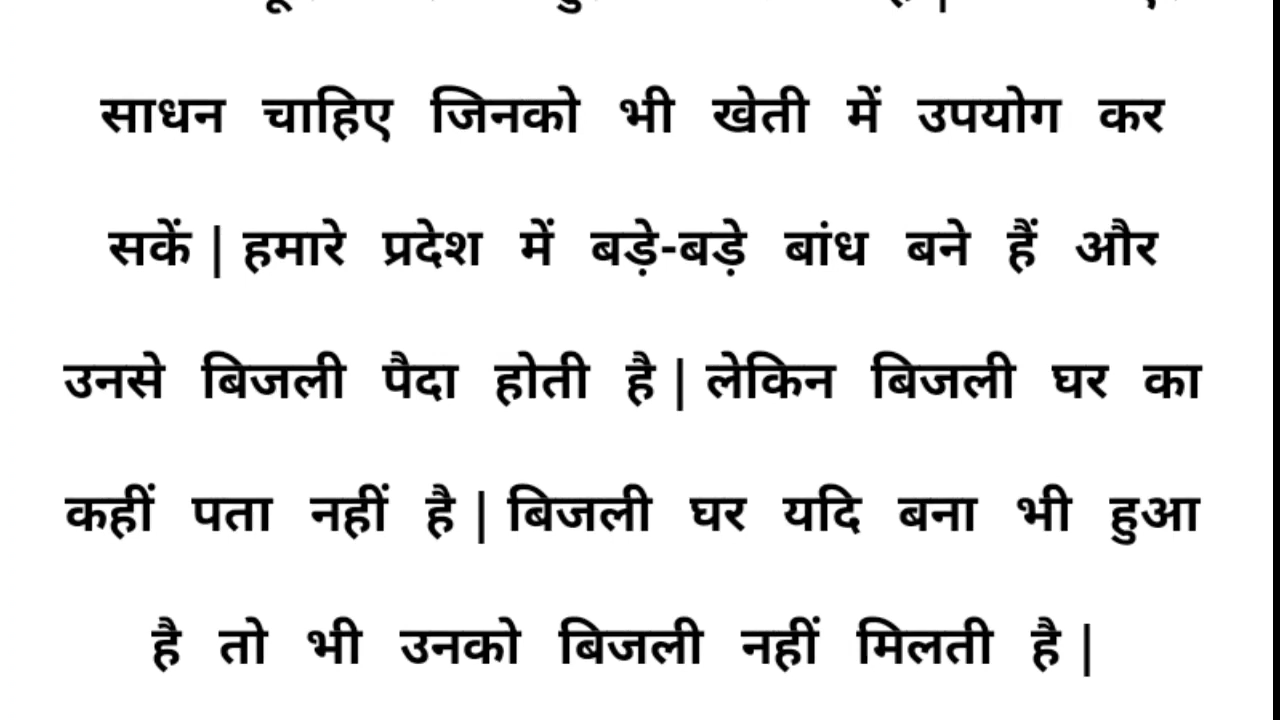 साधन चाहिए जिनको भी खेती में उपयोग कर
सकें | हमारे प्रदेश में बड़े-बड़े बांध बने हैं और
उनसे बिजली पैदा होती है | लेकिन बिजली घर का
कहीं पता नहीं है | बिजली घर यदि बना भी हुआ
है तो भी उनको बिजली नहीं मिलती है |